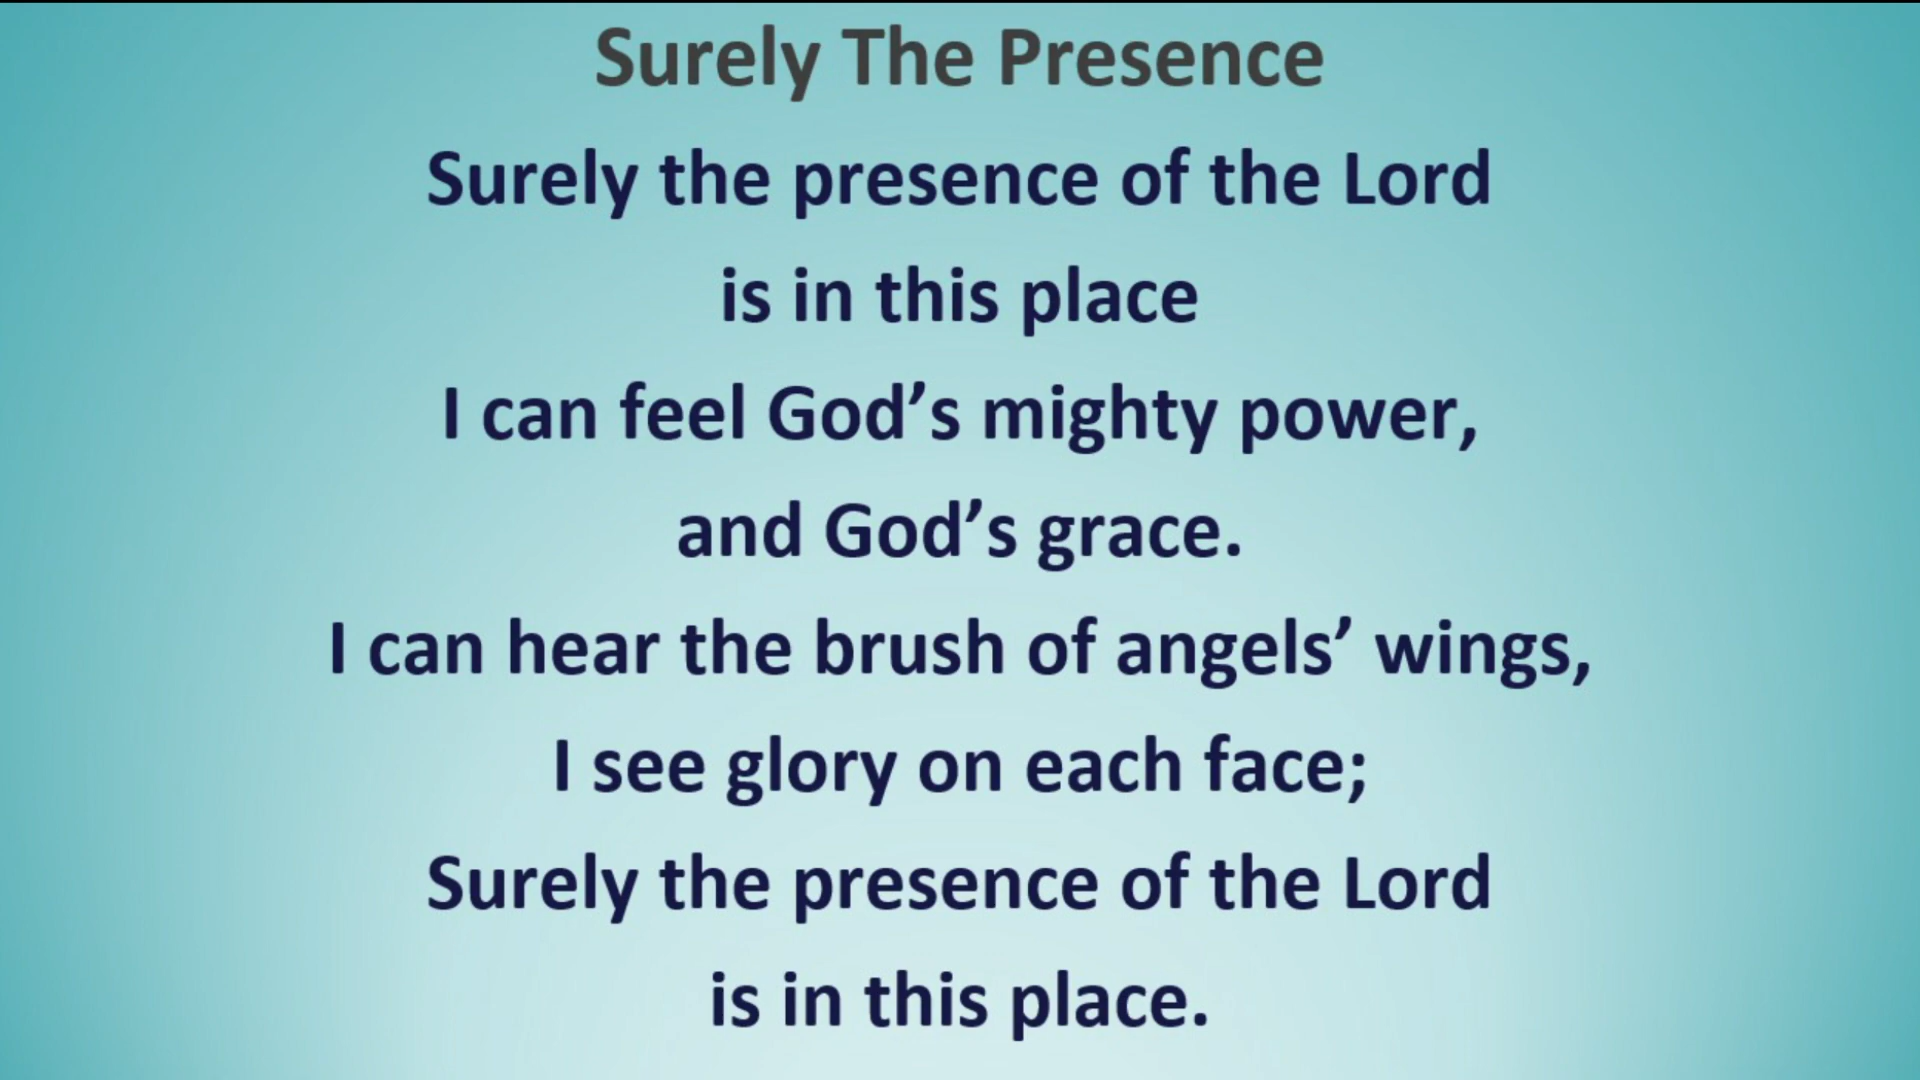 Surely The Presence
Surely the presence of the Lord
is in this place
I can feel God’s mighty power,
and God’s grace.
I can hear the brush of angels’ wings,
I see glory on each face;
Surely the presence of the Lord
is in this place.